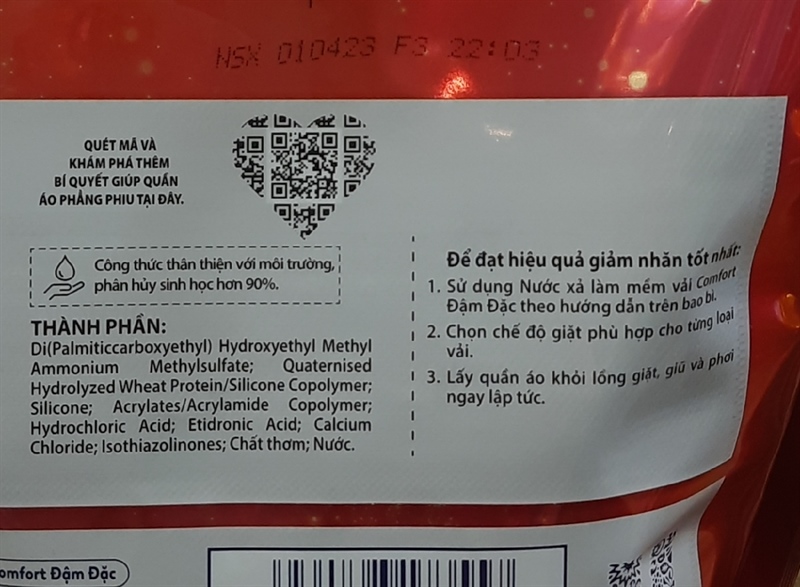 NSX 010423 F3 22:03
QUÉT MÃ VÀ
KHÁM PHÁ THÊM
BÍ QUYẾT GIÚP QUẦN
ÁO PHẲNG PHIU TẠI ĐÂY.
Công thức thân thiện với môi trường,
phân hủy sinh học hơn 90%.
THÀNH PHẦN:
Di(Palmiticcarboxyethyl) Hydroxyethyl Methyl
Ammonium Methylsulfate; Quaternised
Hydrolyzed Wheat Protein/Silicone Copolymer;
Silicone; Acrylates/Acrylamide Copolymer;
Hydrochloric Acid; Etidronic Acid; Calcium
Chloride; Isothiazolinones; Chất thơm; Nước.
Để đạt hiệu quả giảm nhăn tốt nhất:
1. Sử dụng Nước xả làm mềm vải Comfort
Đậm Đặc theo hướng dẫn trên bao bì.
2. Chọn chế độ giặt phù hợp cho từng loại
vải.
3. Lấy quần áo khỏi lồng giặt, giũ và phơi
ngay lập tức.
omfort Đậm Đặc